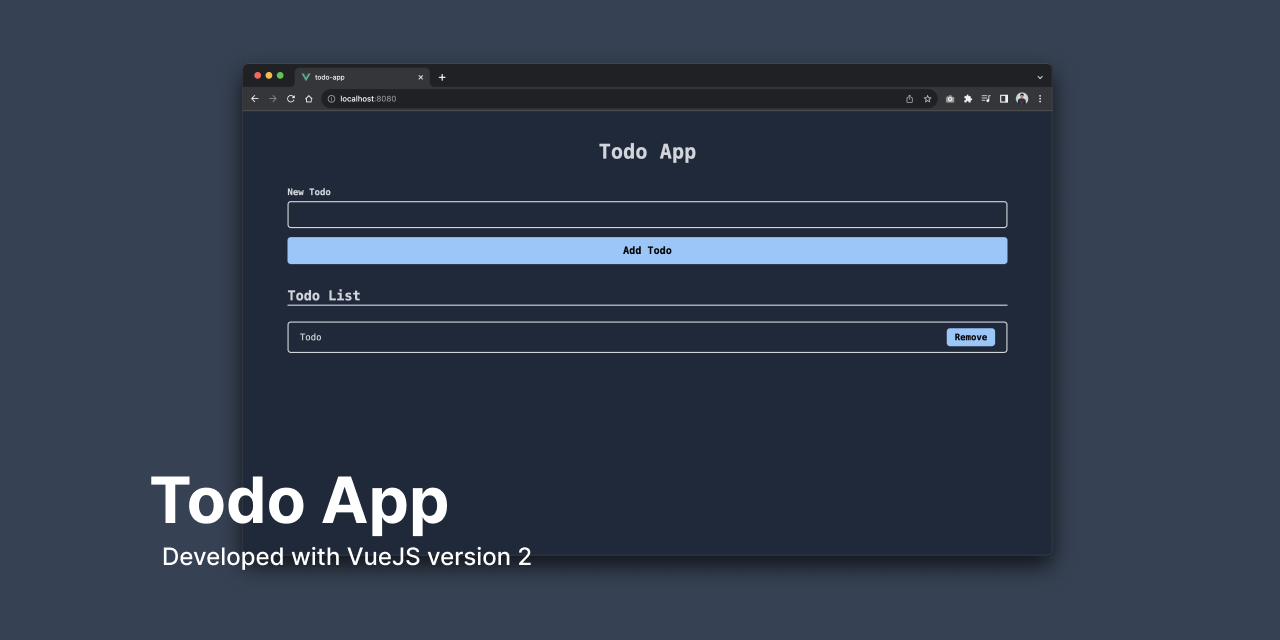 todo-app
localhost:8080
Todo App
New Todo
Add Todo
Todo List
Todo Remove
Todo App
Developed with VueJS version 2